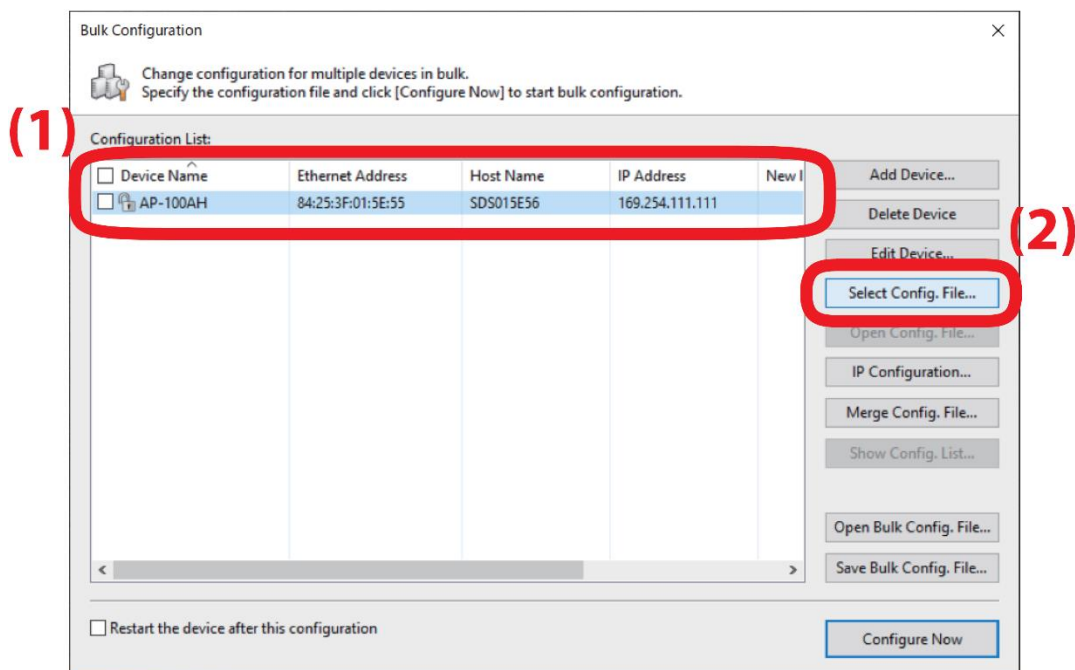 Bulk Configuration
Change configuration for multiple devices in bulk.
Specify the configuration file and click [Configure Now] to start bulk configuration.
(1)
Configuration List:
Device Name Ethernet Address Host Name IP Address New I
AP-100AH 84:25:3F:01:5E:55 SDS015E56 169.254.111.111
Add Device...
Delete Device
(2)
Edit Device...
Select Config. File...
Open Config. File...
IP Configuration...
Merge Config. File...
Show Config. List...
Open Bulk Config. File...
Save Bulk Config. File...
Restart the device after this configuration
Configure Now